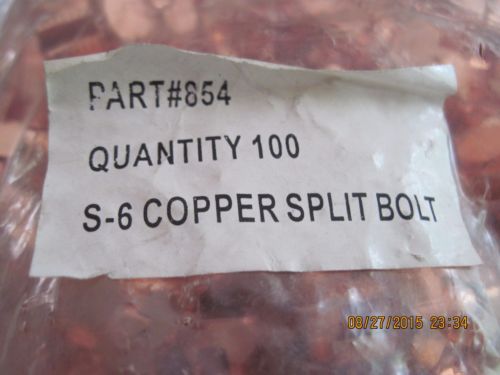 PART#854
QUANTITY 100
S-6 COPPER SPLIT BOLT
08/27/2015 23:34